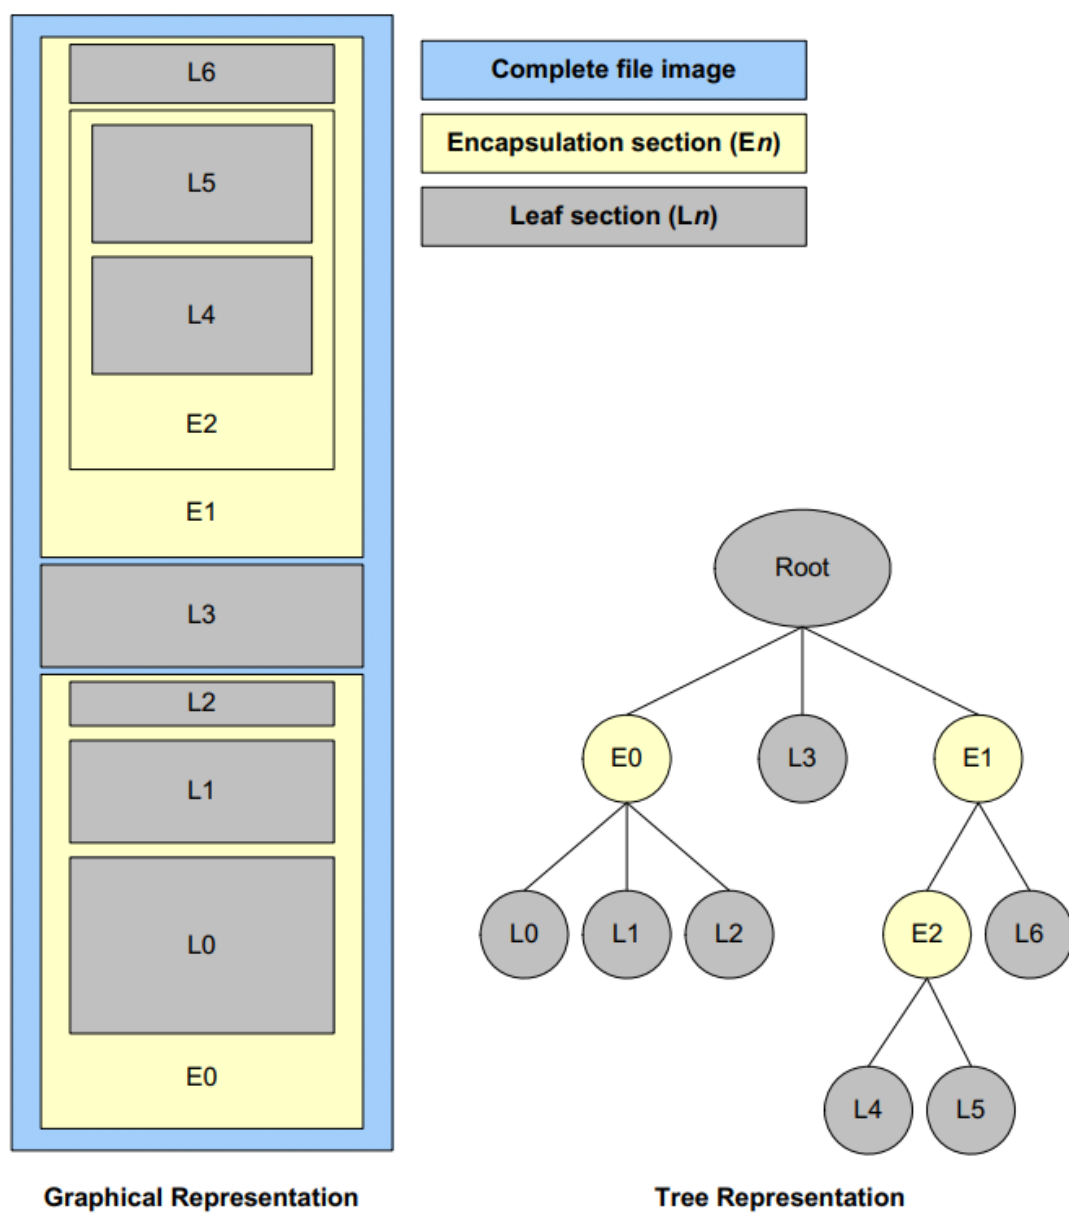 L6
L5
L4
E2
E1
L3
L2
L1
L0
E0
Graphical Representation
Complete file image
Encapsulation section (En)
Leaf section (Ln)
Root
E0
L3
E1
L0
L1
L2
E2
L6
L4
L5
Tree Representation